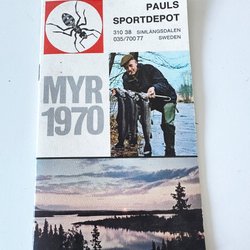 PAULS
SPORTDEPOT
310 38 SIMLÅNGSDALEN
035/700 77 SWEDEN
MYR
1970